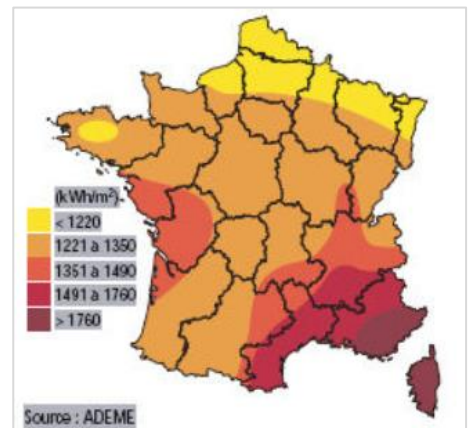 (kWh/m²)
< 1220
1221 à 1350
1351 à 1490
1491 à 1760
> 1760
Source : ADEME